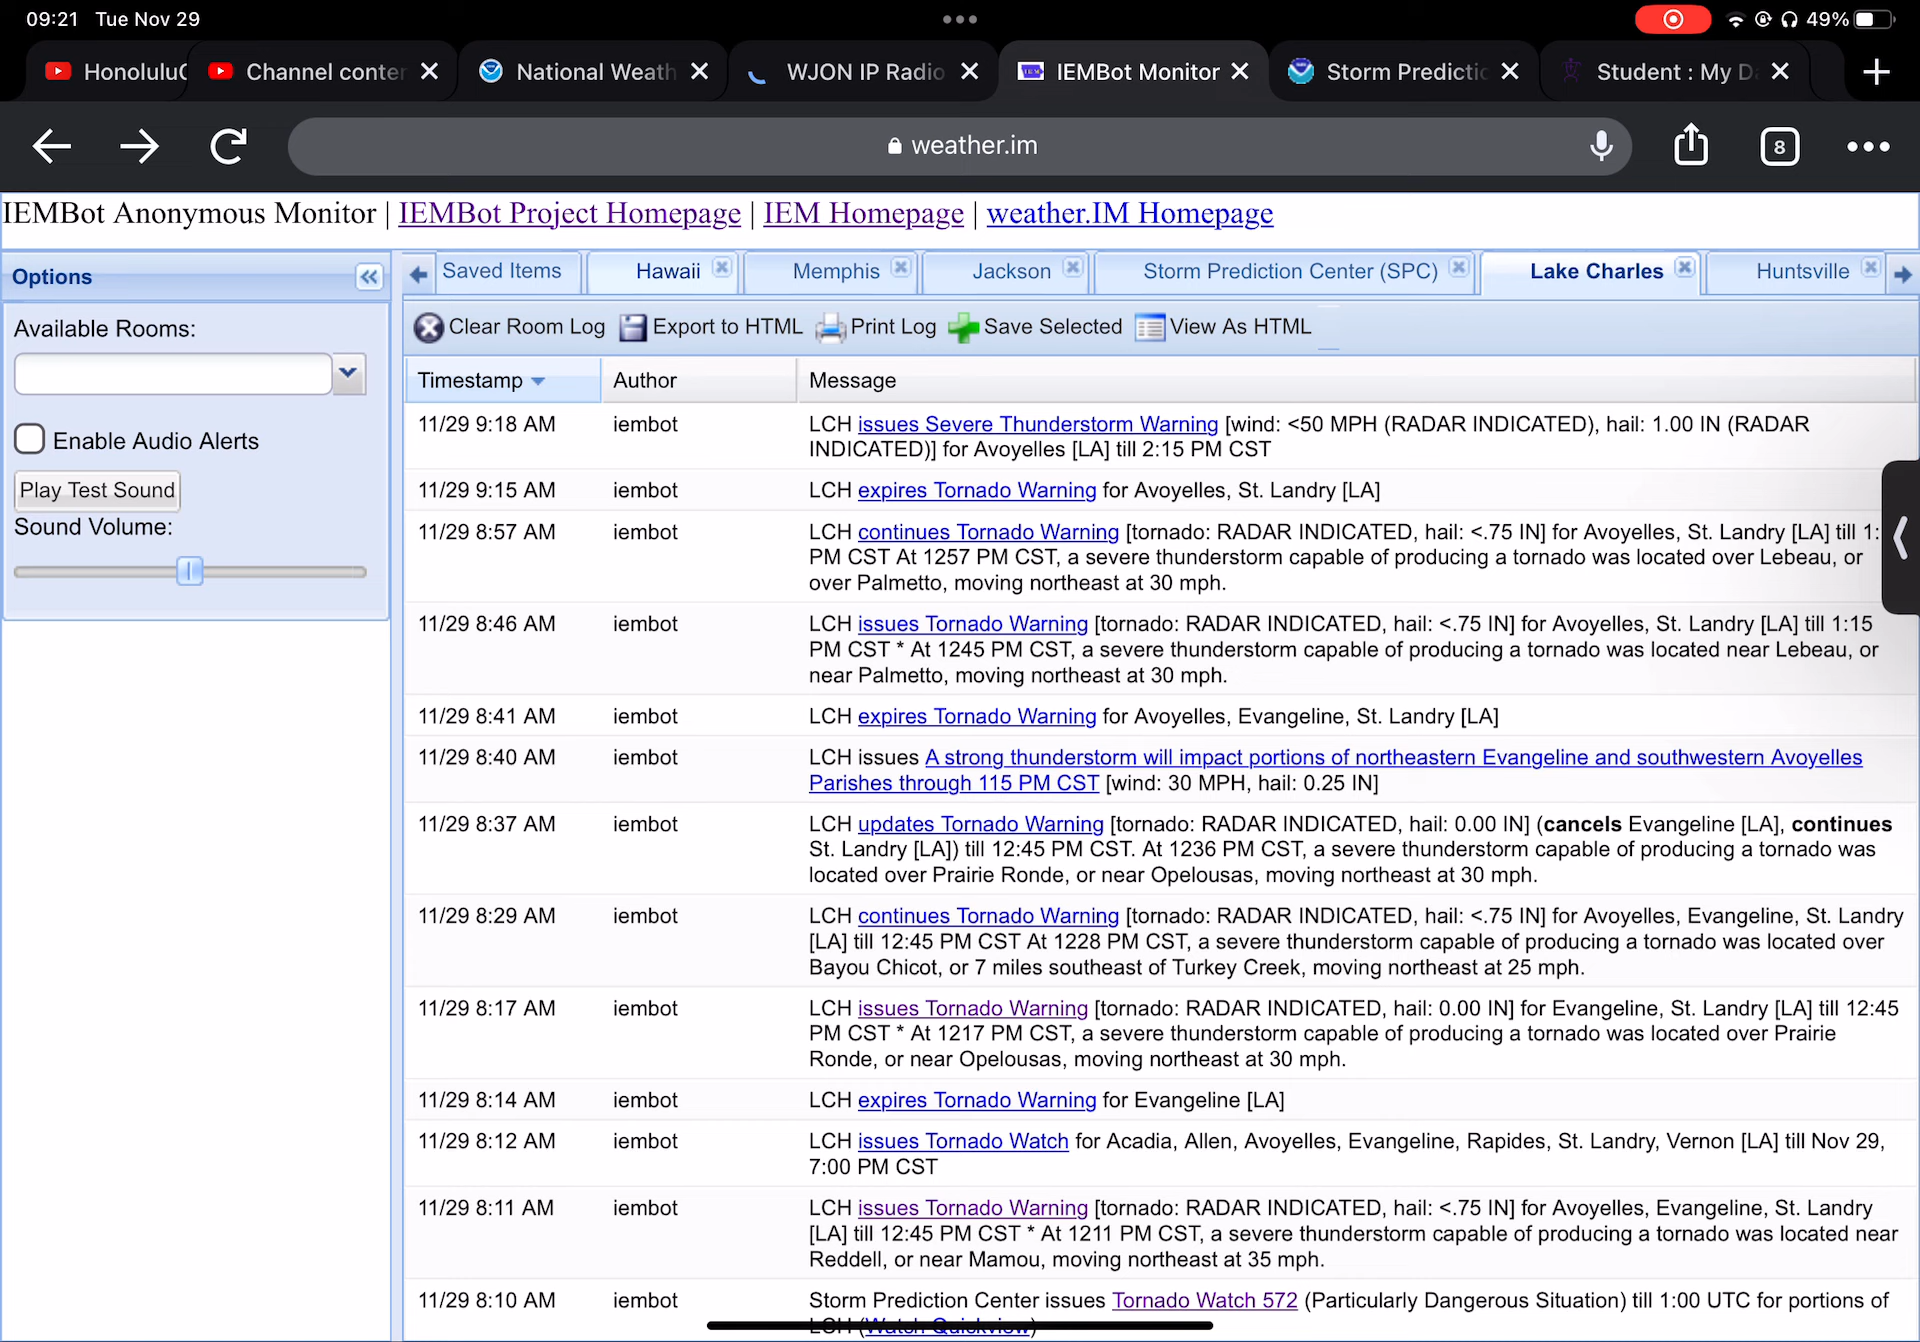 09:21 Tue Nov 29
49%
HonoluluC
Channel conter
National Weath
WJON IP Radio
IEMBot Monitor
Storm Predictic
Student : My Da
weather.im
8
IEMBot Anonymous Monitor | IEMBot Project Homepage | IEM Homepage | weather.IM Homepage
Options
Saved Items
Hawaii
Memphis
Jackson
Storm Prediction Center (SPC)
Lake Charles
Huntsville
Available Rooms:
Enable Audio Alerts
Play Test Sound
Sound Volume:
Clear Room Log Export to HTML Print Log Save Selected View As HTML
Timestamp Author Message
11/29 9:18 AM iembot LCH issues Severe Thunderstorm Warning [wind: <50 MPH (RADAR INDICATED), hail: 1.00 IN (RADAR
INDICATED)] for Avoyelles [LA] till 2:15 PM CST
11/29 9:15 AM iembot LCH expires Tornado Warning for Avoyelles, St. Landry [LA]
11/29 8:57 AM iembot LCH continues Tornado Warning [tornado: RADAR INDICATED, hail: <.75 IN] for Avoyelles, St. Landry [LA] till 1:
PM CST At 1257 PM CST, a severe thunderstorm capable of producing a tornado was located over Lebeau, or
over Palmetto, moving northeast at 30 mph.
11/29 8:46 AM iembot LCH issues Tornado Warning [tornado: RADAR INDICATED, hail: <.75 IN] for Avoyelles, St. Landry [LA] till 1:15
PM CST * At 1245 PM CST, a severe thunderstorm capable of producing a tornado was located near Lebeau, or
near Palmetto, moving northeast at 30 mph.
11/29 8:41 AM iembot LCH expires Tornado Warning for Avoyelles, Evangeline, St. Landry [LA]
11/29 8:40 AM iembot LCH issues A strong thunderstorm will impact portions of northeastern Evangeline and southwestern Avoyelles
Parishes through 115 PM CST [wind: 30 MPH, hail: 0.25 IN]
11/29 8:37 AM iembot LCH updates Tornado Warning [tornado: RADAR INDICATED, hail: 0.00 IN] (cancels Evangeline [LA], continues
St. Landry [LA]) till 12:45 PM CST. At 1236 PM CST, a severe thunderstorm capable of producing a tornado was
located over Prairie Ronde, or near Opelousas, moving northeast at 30 mph.
11/29 8:29 AM iembot LCH continues Tornado Warning [tornado: RADAR INDICATED, hail: <.75 IN] for Avoyelles, Evangeline, St. Landry
[LA] till 12:45 PM CST At 1228 PM CST, a severe thunderstorm capable of producing a tornado was located over
Bayou Chicot, or 7 miles southeast of Turkey Creek, moving northeast at 25 mph.
11/29 8:17 AM iembot LCH issues Tornado Warning [tornado: RADAR INDICATED, hail: 0.00 IN] for Evangeline, St. Landry [LA] till 12:45
PM CST * At 1217 PM CST, a severe thunderstorm capable of producing a tornado was located over Prairie
Ronde, or near Opelousas, moving northeast at 30 mph.
11/29 8:14 AM iembot LCH expires Tornado Warning for Evangeline [LA]
11/29 8:12 AM iembot LCH issues Tornado Watch for Acadia, Allen, Avoyelles, Evangeline, Rapides, St. Landry, Vernon [LA] till Nov 29,
7:00 PM CST
11/29 8:11 AM iembot LCH issues Tornado Warning [tornado: RADAR INDICATED, hail: <.75 IN] for Avoyelles, Evangeline, St. Landry
[LA] till 12:45 PM CST * At 1211 PM CST, a severe thunderstorm capable of producing a tornado was located near
Reddell, or near Mamou, moving northeast at 35 mph.
11/29 8:10 AM iembot Storm Prediction Center issues Tornado Watch 572 (Particularly Dangerous Situation) till 1:00 UTC for portions of
LCH (Watch Quickview)